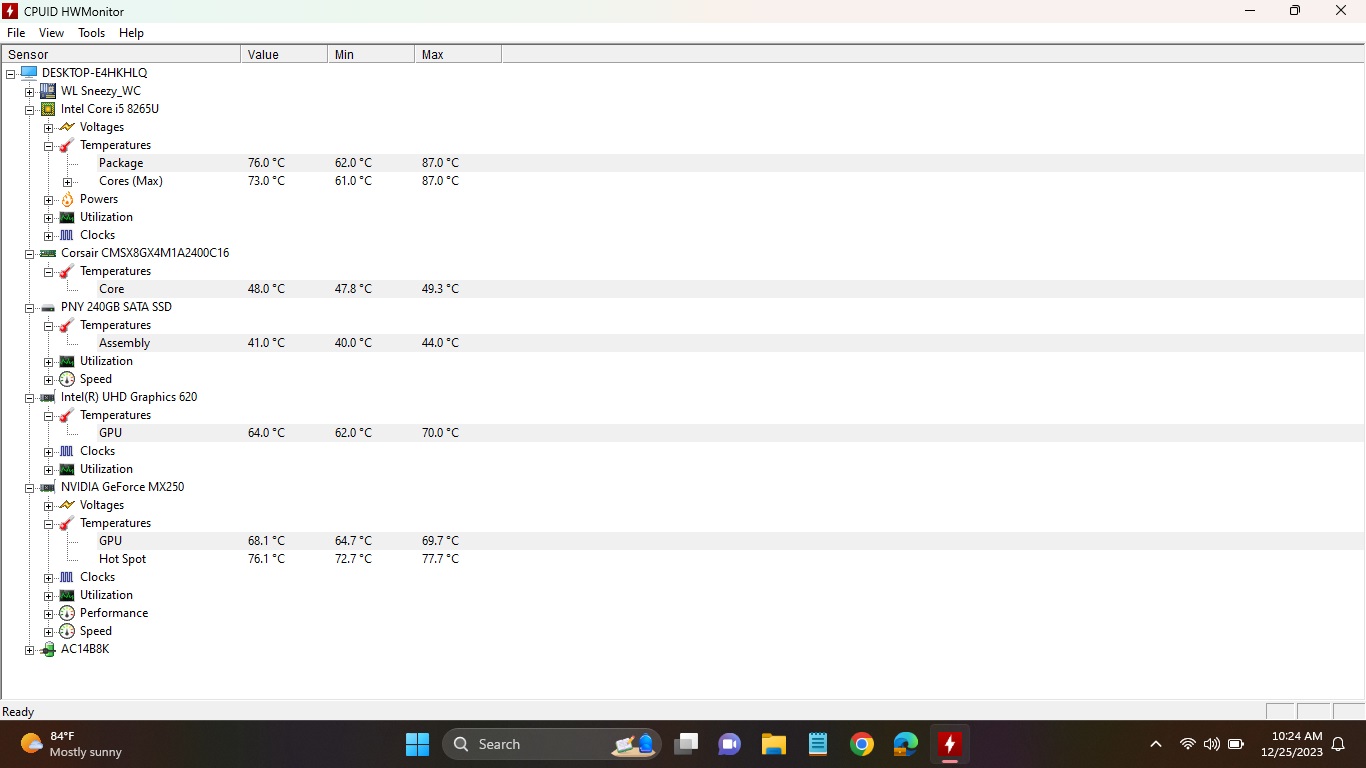 CPUID HWMonitor
File View Tools Help
Sensor Value Min Max
DESKTOP-E4HKHLQ
WL Sneezy_WC
Intel Core i5 8265U
Voltages
Temperatures
Package 76.0 °C 62.0 °C 87.0 °C
Cores (Max) 73.0 °C 61.0 °C 87.0 °C
Powers
Utilization
Clocks
Corsair CMSX8GX4M1A2400C16
Temperatures
Core 48.0 °C 47.8 °C 49.3 °C
PNY 240GB SATA SSD
Temperatures
Assembly 41.0 °C 40.0 °C 44.0 °C
Utilization
Speed
Intel(R) UHD Graphics 620
Temperatures
GPU 64.0 °C 62.0 °C 70.0 °C
Clocks
Utilization
NVIDIA GeForce MX250
Voltages
Temperatures
GPU 68.1 °C 64.7 °C 69.7 °C
Hot Spot 76.1 °C 72.7 °C 77.7 °C
Clocks
Utilization
Performance
Speed
AC14B8K
Ready
84°F
Mostly sunny
Search
10:24 AM
12/25/2023